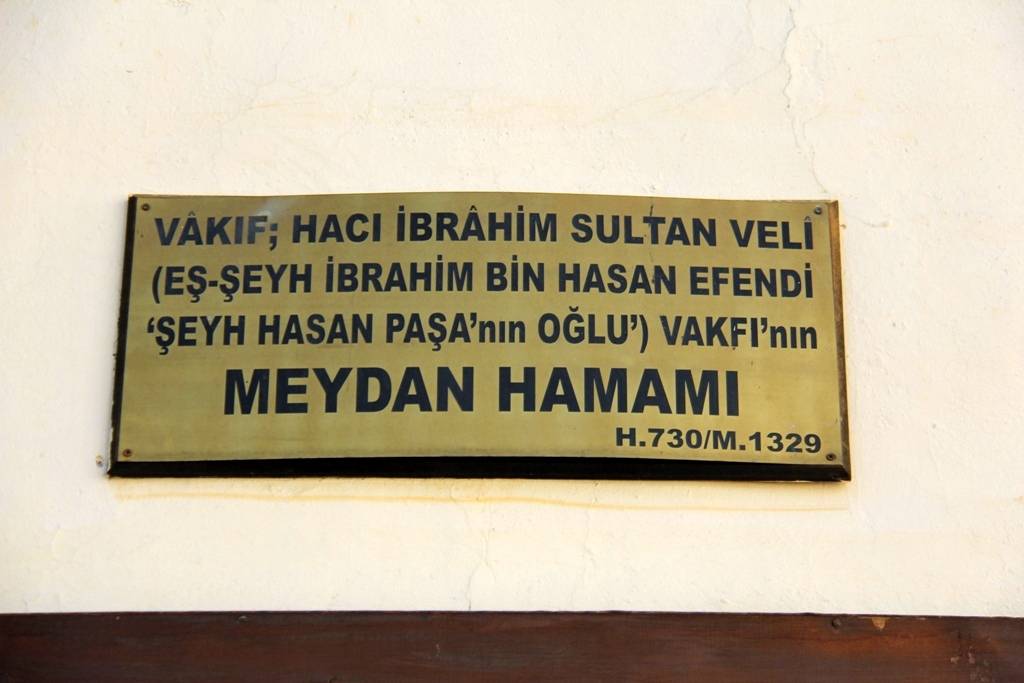 VÂKIF; HACI İBRÂHİM SULTAN VELÎ
(EŞ-ŞEYH İBRAHİM BİN HASAN EFENDİ
‘ŞEYH HASAN PAŞA’nın OĞLU’) VAKFI’nın
MEYDAN HAMAMI
H.730/M.1329